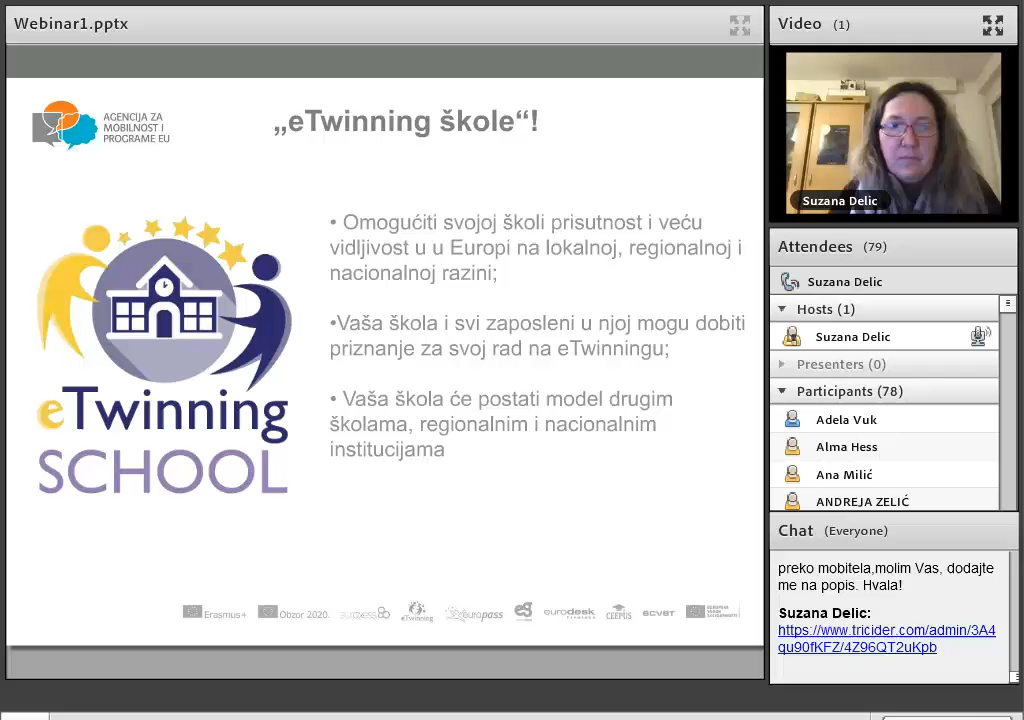 Webinar1.pptx
AGENCIJA ZA
MOBILNOST I
PROGRAME EU
„eTwinning škole“!
• Omogućiti svojoj školi prisutnost i veću
vidljivost u u Europi na lokalnoj, regionalnoj i
nacionalnoj razini;
•Vaša škola i svi zaposleni u njoj mogu dobiti
priznanje za svoj rad na eTwinningu;
• Vaša škola će postati model drugim
školama, regionalnim i nacionalnim
institucijama
eTwinning
SCHOOL
Erasmus+
Obzor 2020.
euroguidance
eTwinning
europass
eurodesk
CEEPUS
ECVET
Video (1)
Suzana Delic
Attendees (79)
Suzana Delic
Hosts (1)
Suzana Delic
Presenters (0)
Participants (78)
Adela Vuk
Alma Hess
Ana Milić
ANDREJA ZELIĆ
Chat (Everyone)
preko mobitela,molim Vas, dodajte
me na popis. Hvala!
Suzana Delic:
https://www.tricider.com/admin/3A4
qu90fKFZ/4Z96QT2uKpb